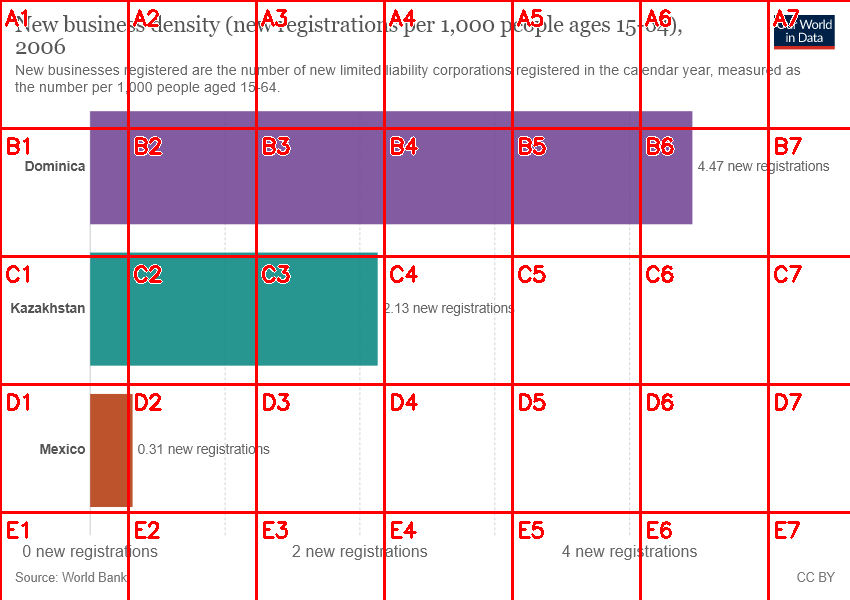 New business density (new registrations per 1,000 people ages 15-64),
2006
Our World
in Data
New businesses registered are the number of new limited liability corporations registered in the calendar year, measured as
the number per 1,000 people aged 15-64.
A1 A2 A3 A4 A5 A6 A7
B1 B2 B3 B4 B5 B6 B7
Dominica 4.47 new registrations
C1 C2 C3 C4 C5 C6 C7
Kazakhstan 2.13 new registrations
D1 D2 D3 D4 D5 D6 D7
Mexico 0.31 new registrations
E1 E2 E3 E4 E5 E6 E7
0 new registrations 2 new registrations 4 new registrations
Source: World Bank CC BY